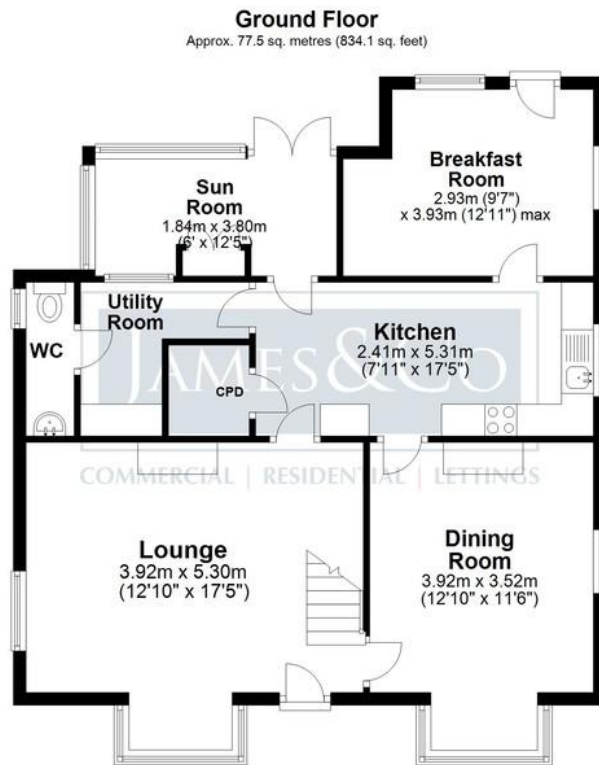 Ground Floor
Approx. 77.5 sq. metres (834.1 sq. feet)
Breakfast
Room
2.93m (9'7")
x 3.93m (12'11") max
Sun
Room
1.84m x 3.80m
(6' x 12'5")
Utility
Room
WC
Kitchen
2.41m x 5.31m
(7'11" x 17'5")
CPD
JAMES&CO
COMMERCIAL | RESIDENTIAL | LETTINGS
Lounge
3.92m x 5.30m
(12'10" x 17'5")
Dining
Room
3.92m x 3.52m
(12'10" x 11'6")